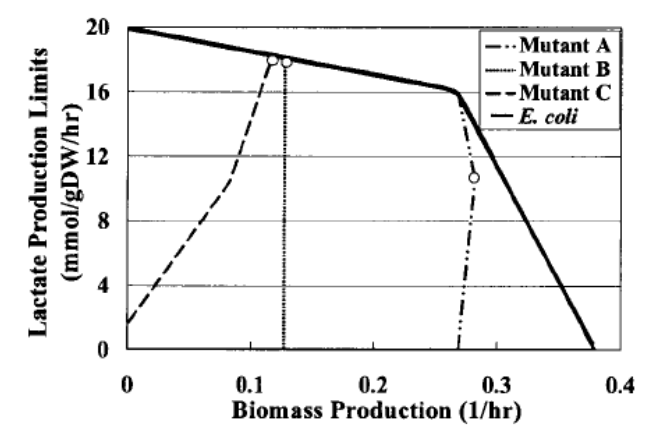 Lactate Production Limits
(mmol/gDW/hr)
20
16
12
8
4
0
Mutant A
Mutant B
Mutant C
E. coli
0
0.1
0.2
0.3
0.4
Biomass Production (1/hr)